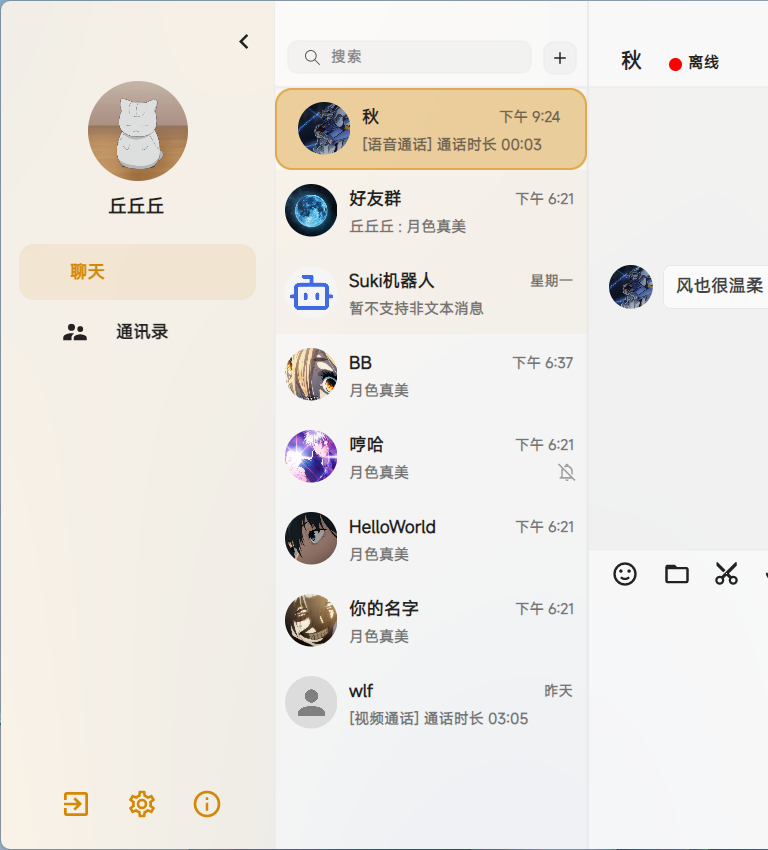 丘丘丘
聊天
通讯录
搜索
秋
下午 9:24
[语音通话] 通话时长 00:03
好友群
下午 6:21
丘丘丘 : 月色真美
Suki机器人
星期一
暂不支持非文本消息
BB
下午 6:37
月色真美
哼哈
下午 6:21
月色真美
HelloWorld
下午 6:21
月色真美
你的名字
下午 6:21
月色真美
wlf
昨天
[视频通话] 通话时长 03:05
秋
离线
风也很温柔